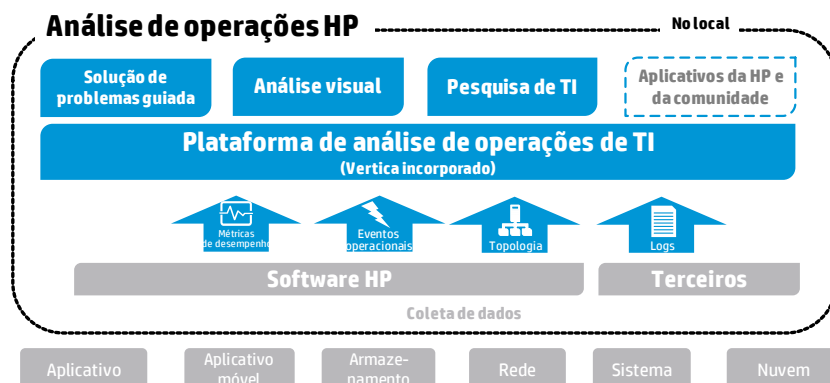 Análise de operações HP
No local
Solução de
problemas guiada
Análise visual
Pesquisa de TI
Aplicativos da HP e
da comunidade
Plataforma de análise de operações de TI
(Vertica incorporado)
Métricas
de desempenho
Eventos
operacionais
Topologia
Logs
Software HP
Terceiros
Coleta de dados
Aplicativo
Aplicativo
móvel
Armaze-
namento
Rede
Sistema
Nuvem